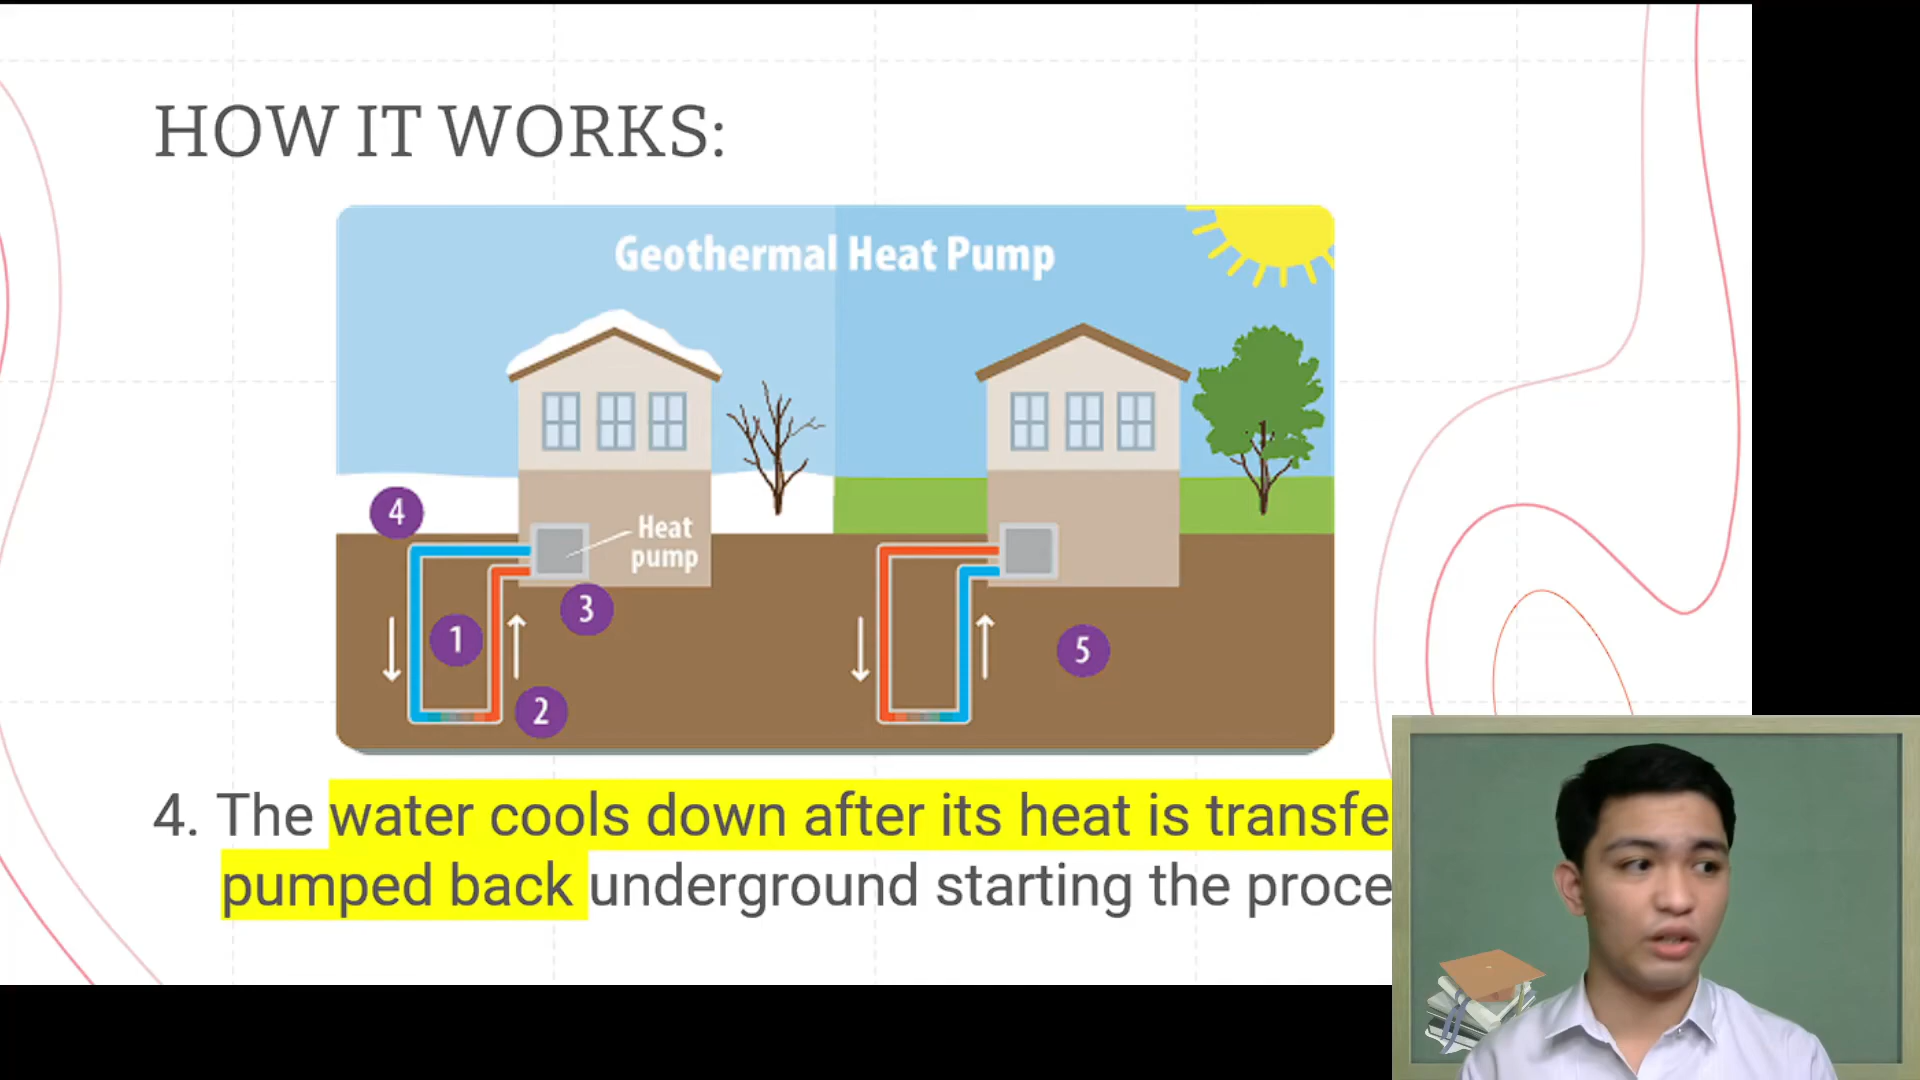 HOW IT WORKS:
Geothermal Heat Pump
4
Heat
pump
3
1
5
2
4. The water cools down after its heat is transfe
pumped back underground starting the proce